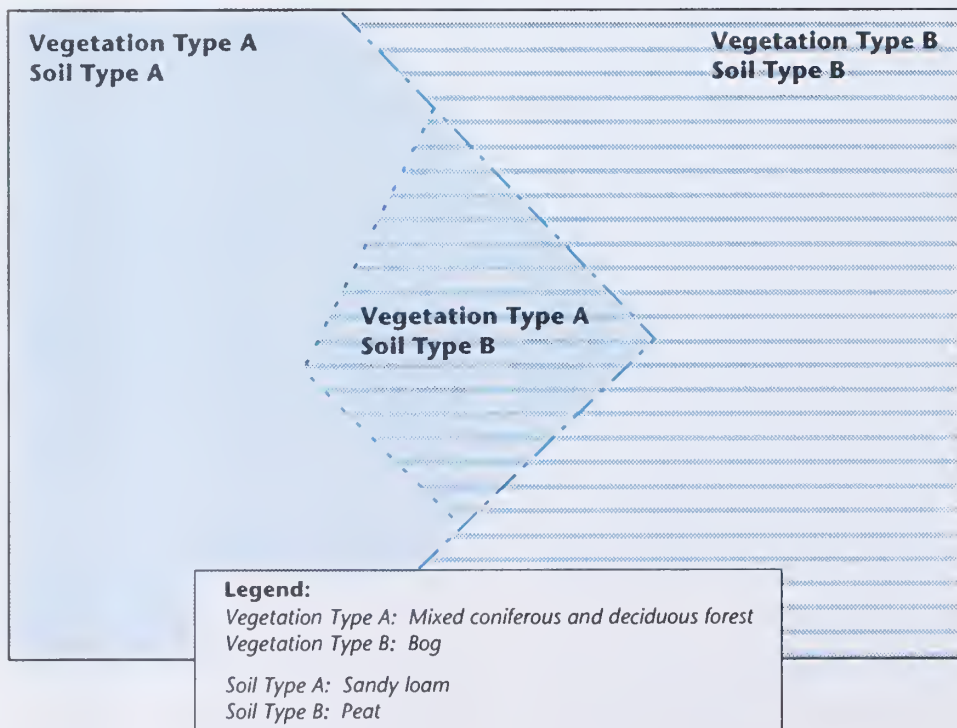 Vegetation Type A
Soil Type A
Vegetation Type B
Soil Type B
Vegetation Type A
Soil Type B
Legend:
Vegetation Type A: Mixed coniferous and deciduous forest
Vegetation Type B: Bog
Soil Type A: Sandy loam
Soil Type B: Peat